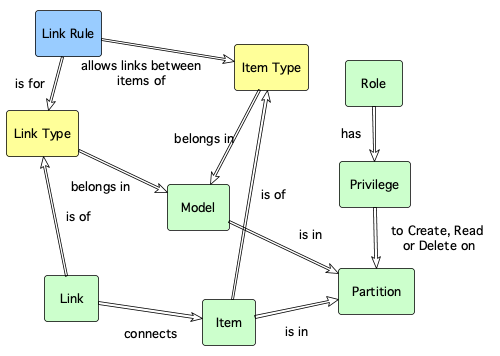 Link Rule
allows links between
items of
Item Type
is for
Role
Link Type
belongs in
has
belongs in
Privilege
is of
Model
is of
is in
to Create, Read
or Delete on
Link
Partition
connects
Item
is in